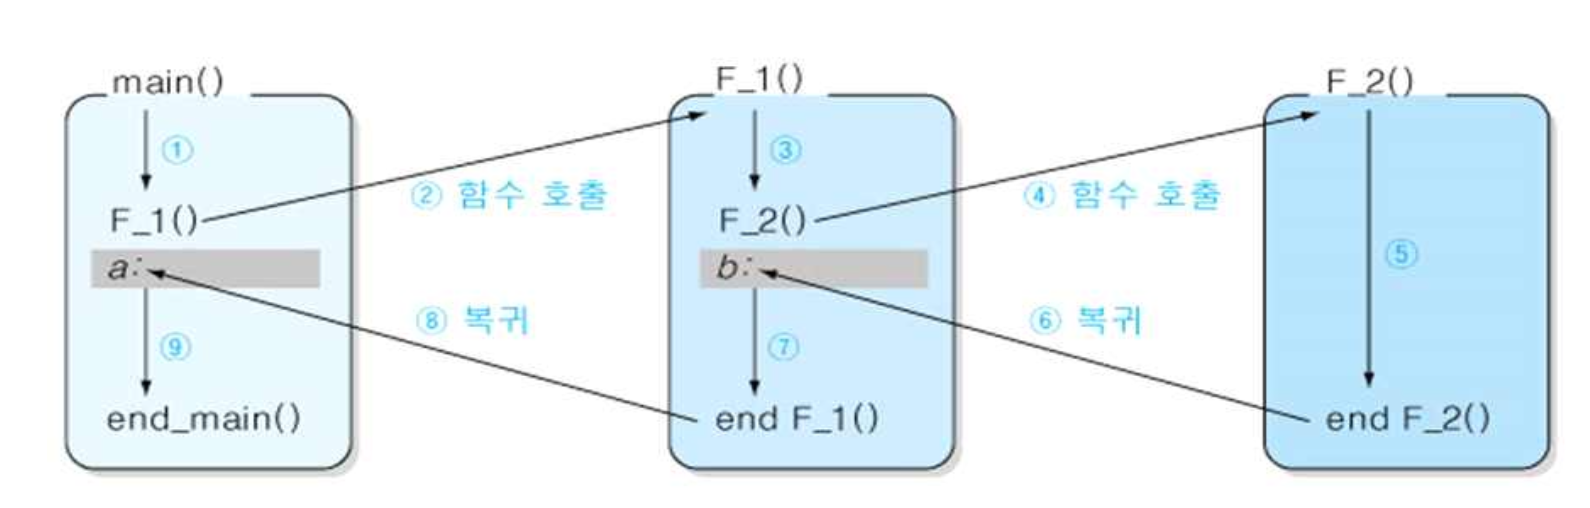 main()
①
② 함수 호출
F_1()
a:
⑧ 복귀
⑨
end_main()
F_1()
③
④ 함수 호출
F_2()
b:
⑥ 복귀
⑦
end F_1()
F_2()
⑤
end F_2()